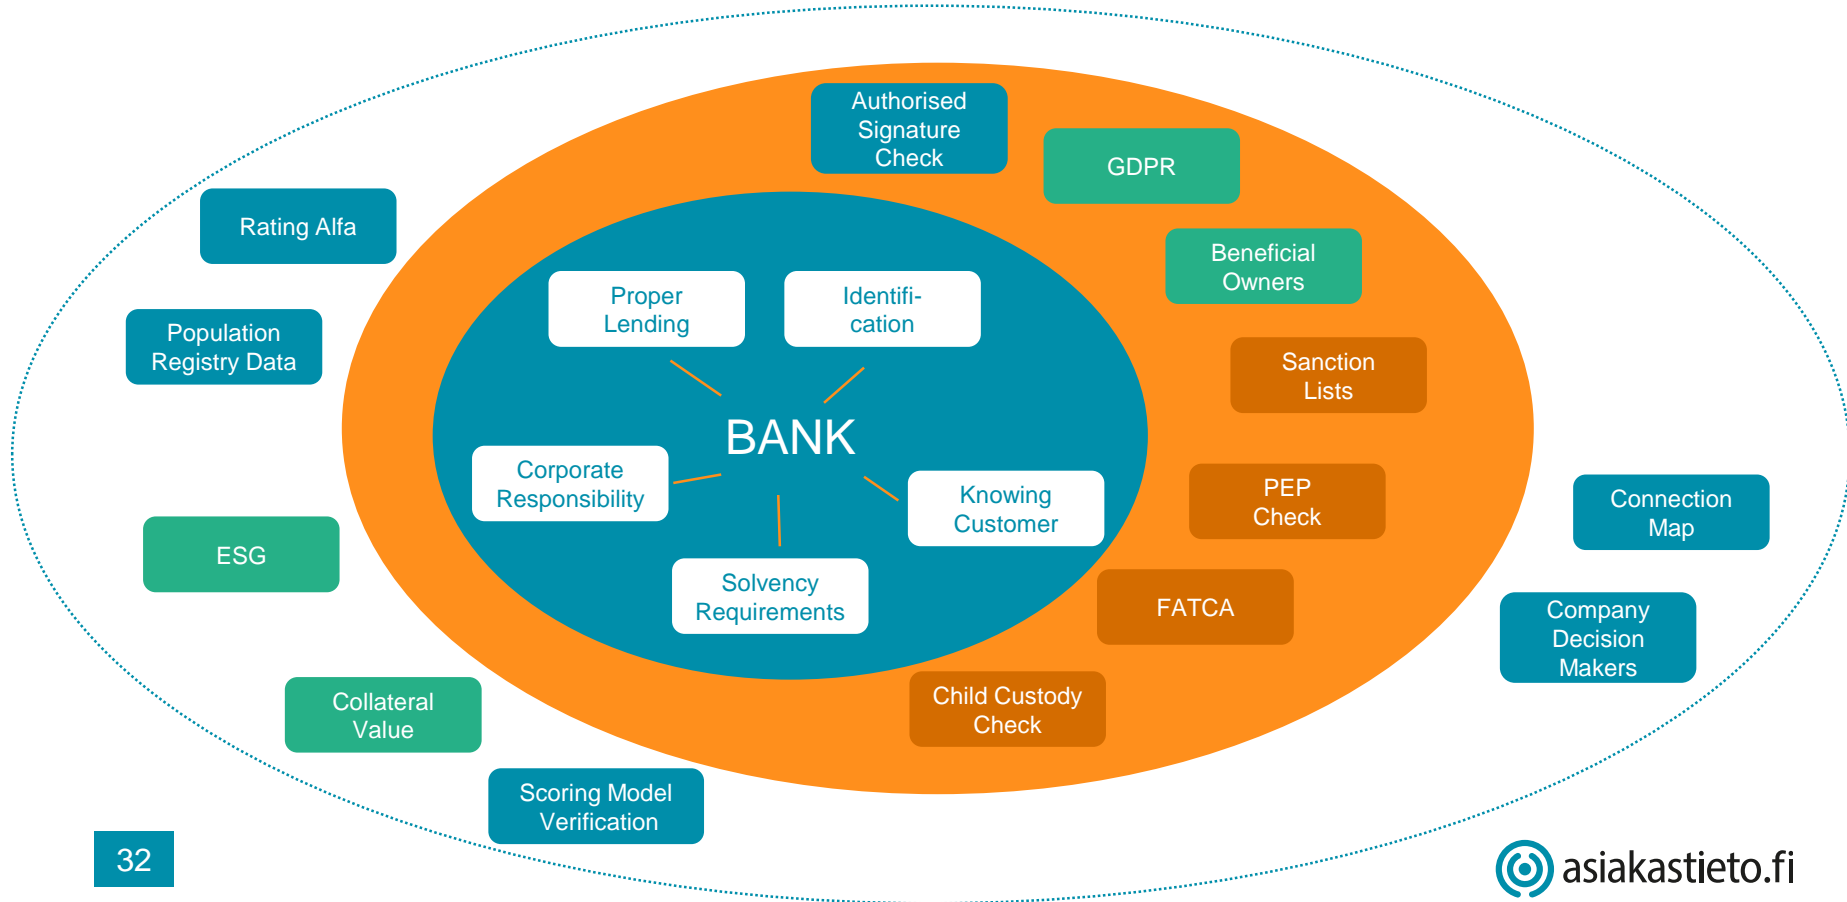 Authorised
Signature
Check
GDPR
Rating Alfa
Beneficial
Owners
Proper
Lending
Identifi-
cation
Population
Registry Data
Sanction
Lists
BANK
Corporate
Responsibility
Knowing
Customer
PEP
Check
Connection
Map
ESG
Solvency
Requirements
FATCA
Company
Decision
Makers
Collateral
Value
Child Custody
Check
Scoring Model
Verification
32
asiakastieto.fi